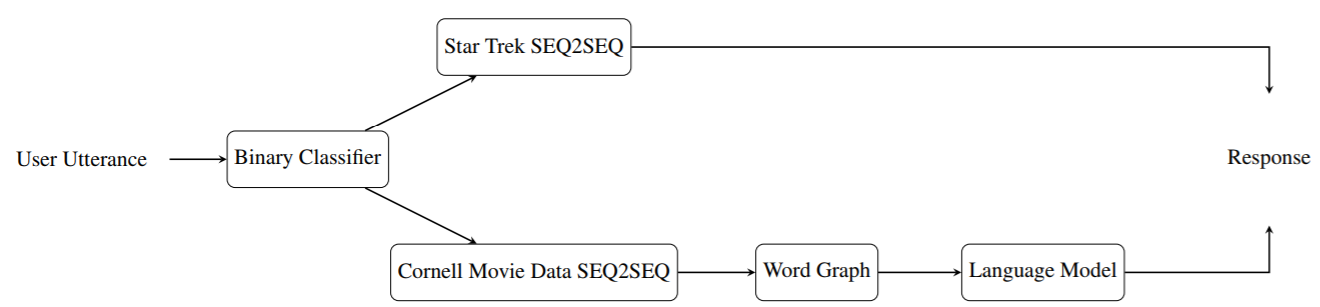 Star Trek SEQ2SEQ
User Utterance
Binary Classifier
Response
Cornell Movie Data SEQ2SEQ
Word Graph
Language Model